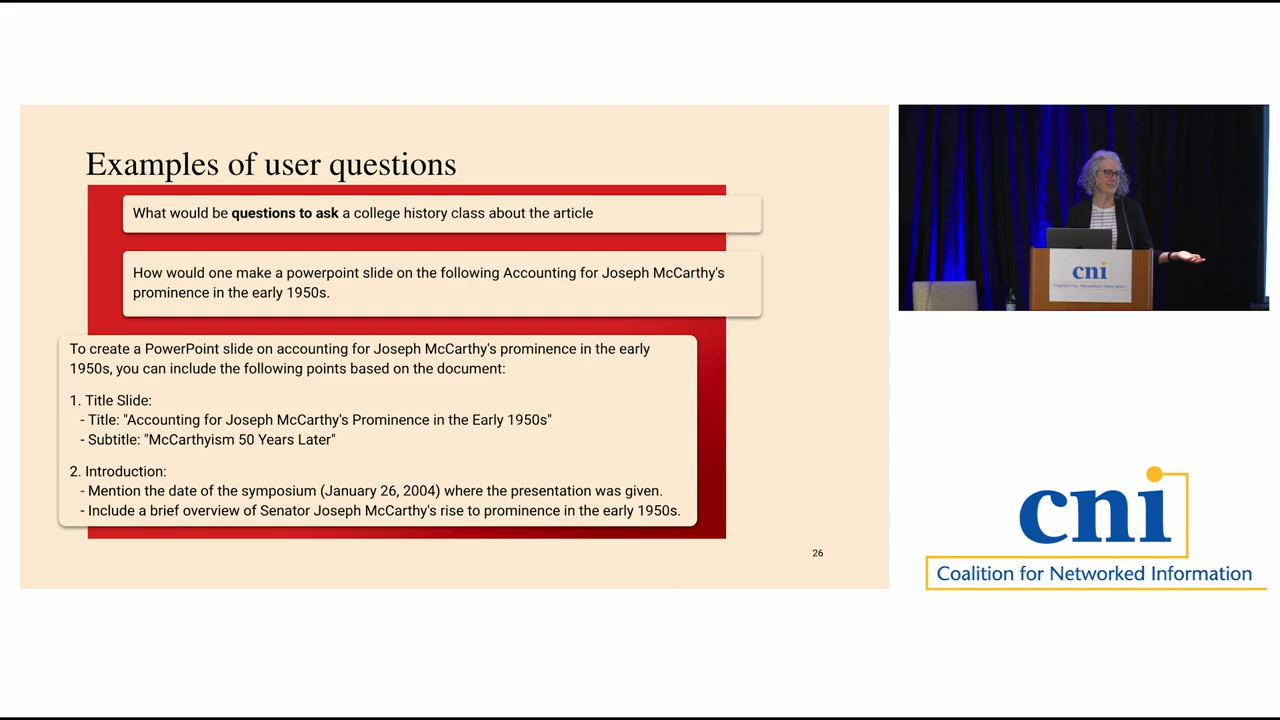 Examples of user questions
What would be questions to ask a college history class about the article
How would one make a powerpoint slide on the following Accounting for Joseph McCarthy's
prominence in the early 1950s.
To create a PowerPoint slide on accounting for Joseph McCarthy's prominence in the early
1950s, you can include the following points based on the document:
1. Title Slide:
- Title: "Accounting for Joseph McCarthy's Prominence in the Early 1950s"
- Subtitle: "McCarthyism 50 Years Later"
2. Introduction:
- Mention the date of the symposium (January 26, 2004) where the presentation was given.
- Include a brief overview of Senator Joseph McCarthy's rise to prominence in the early 1950s.
26
cni
Coalition for Networked Information
cni
Coalition for Networked Information